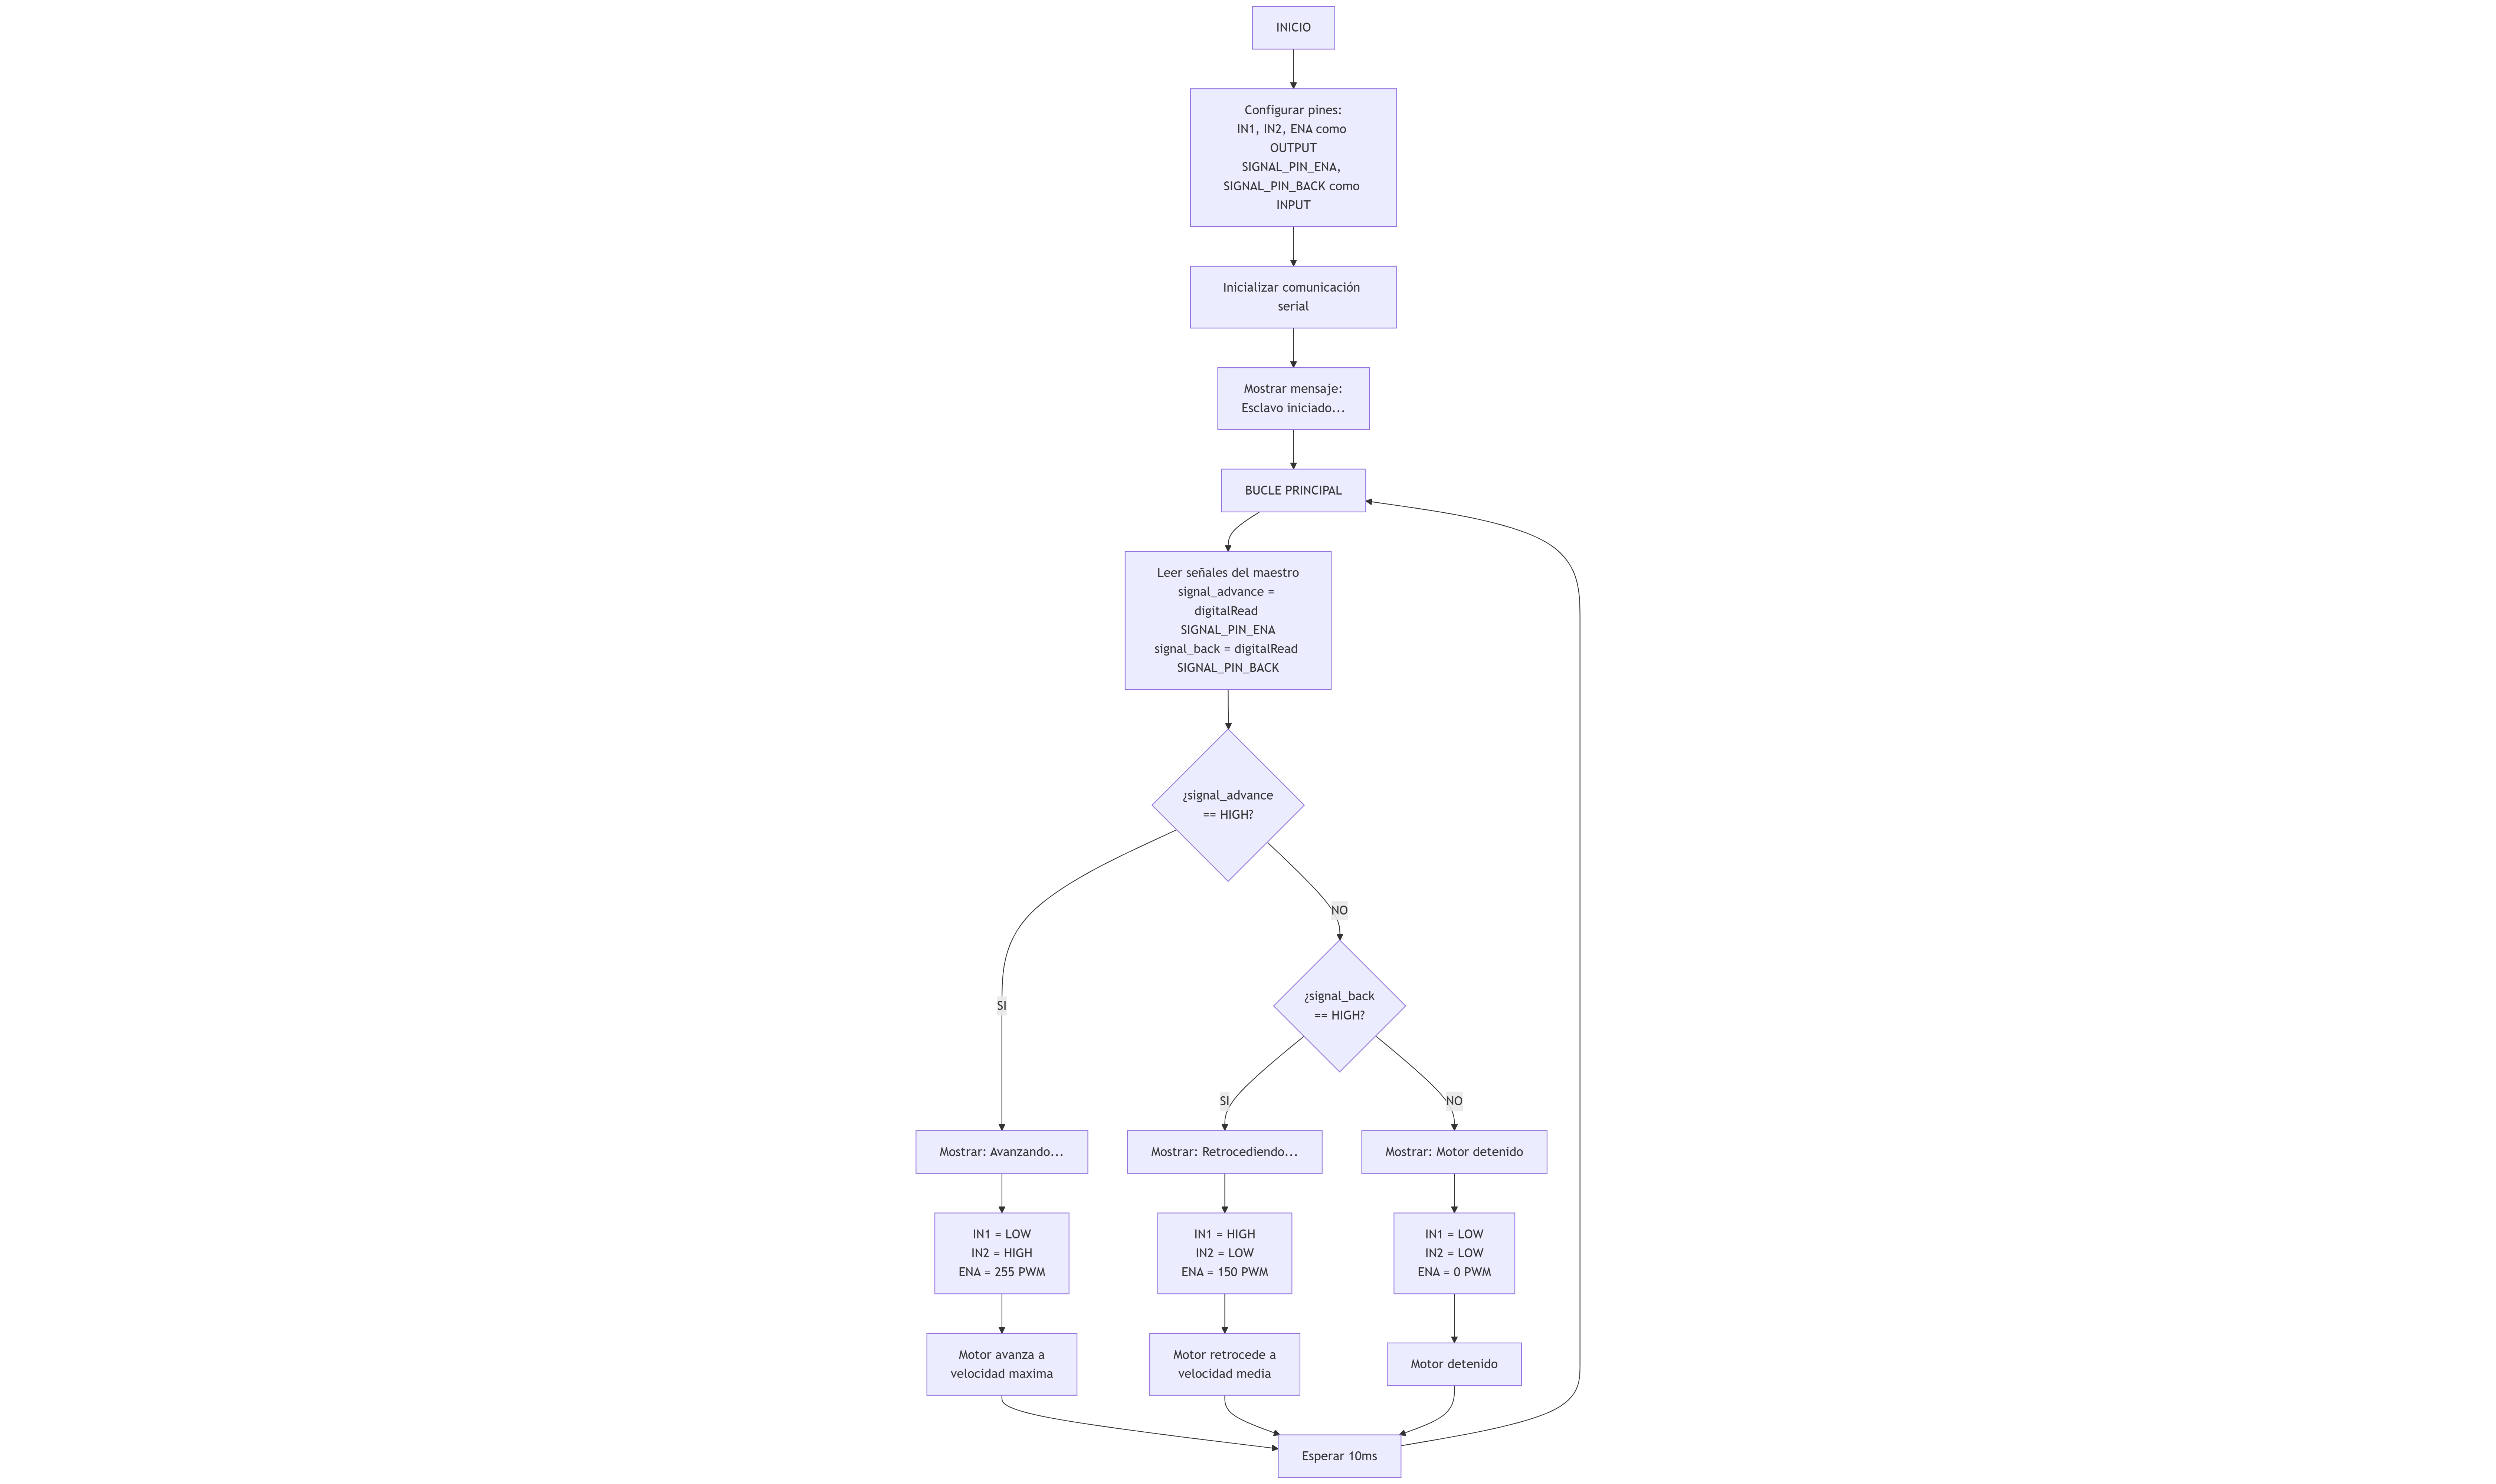 INICIO
Configurar pines:
IN1, IN2, ENA como
OUTPUT
SIGNAL_PIN_ENA,
SIGNAL_PIN_BACK como
INPUT
Inicializar comunicación
serial
Mostrar mensaje:
Esclavo iniciado...
BUCLE PRINCIPAL
Leer señales del maestro
signal_advance =
digitalRead
SIGNAL_PIN_ENA
signal_back = digitalRead
SIGNAL_PIN_BACK
¿signal_advance
== HIGH?
NO
SI
¿signal_back
== HIGH?
SI
NO
Mostrar: Avanzando...
Mostrar: Retrocediendo...
Mostrar: Motor detenido
IN1 = LOW
IN2 = HIGH
ENA = 255 PWM
IN1 = HIGH
IN2 = LOW
ENA = 150 PWM
IN1 = LOW
IN2 = LOW
ENA = 0 PWM
Motor avanza a
velocidad maxima
Motor retrocede a
velocidad media
Motor detenido
Esperar 10ms